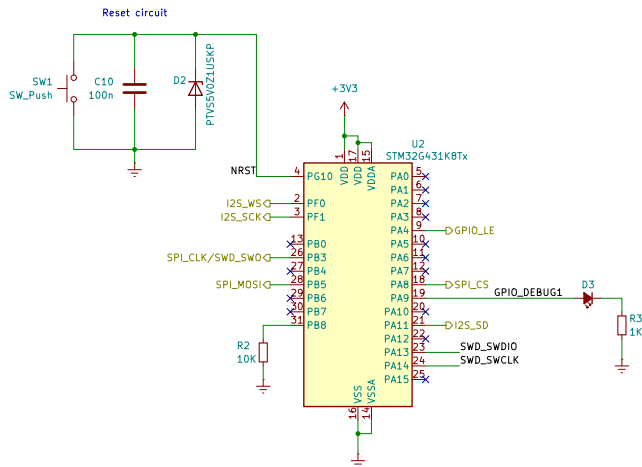 Reset circuit
SW1
SW_Push
C10
100n
D2
PTVS5V0Z1USKP
+3V3
U2
STM32G431K8Tx
1
17
15
VDD
VDD
VDDA
NRST
4
PG10
PA0
5
PA1
6
I2S_WS
2
PF0
PA2
7
I2S_SCK
3
PF1
PA3
8
PA4
9
GPIO_LE
13
PB0
PA5
10
SPI_CLK/SWD_SWO
26
PB3
PA6
11
27
PB4
PA7
12
SPI_MOSI
28
PB5
PA8
18
SPI_CS
29
PB6
PA9
19
GPIO_DEBUG1
D3
30
PB7
PA10
20
31
PB8
PA11
21
I2S_SD
PA12
22
R3
1K
R2
10K
PA13
23
SWD_SWDIO
PA14
24
SWD_SWCLK
PA15
25
VSS
VSSA
16
14